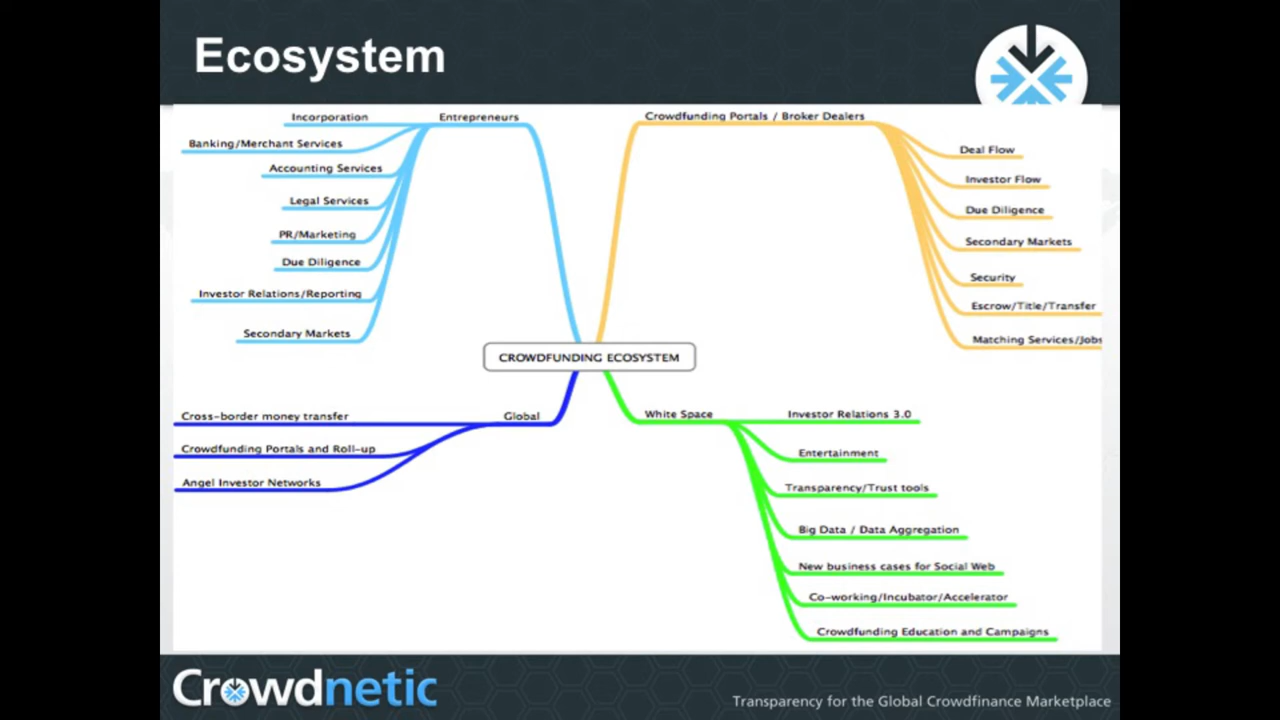 Ecosystem
Incorporation
Entrepreneurs
Banking/Merchant Services
Accounting Services
Legal Services
PR/Marketing
Due Diligence
Investor Relations/Reporting
Secondary Markets
Crowdfunding Portals / Broker Dealers
Deal Flow
Investor Flow
Due Diligence
Secondary Markets
Security
Escrow/Title/Transfer
Matching Services/Jobs
CROWDFUNDING ECOSYSTEM
Cross-border money transfer
Global
Crowdfunding Portals and Roll-up
Angel Investor Networks
White Space
Investor Relations 3.0
Entertainment
Transparency/Trust tools
Big Data / Data Aggregation
New business cases for Social Web
Co-working/Incubator/Accelerator
Crowdfunding Education and Campaigns
Crowdnetic
Transparency for the Global Crowdfinance Marketplace